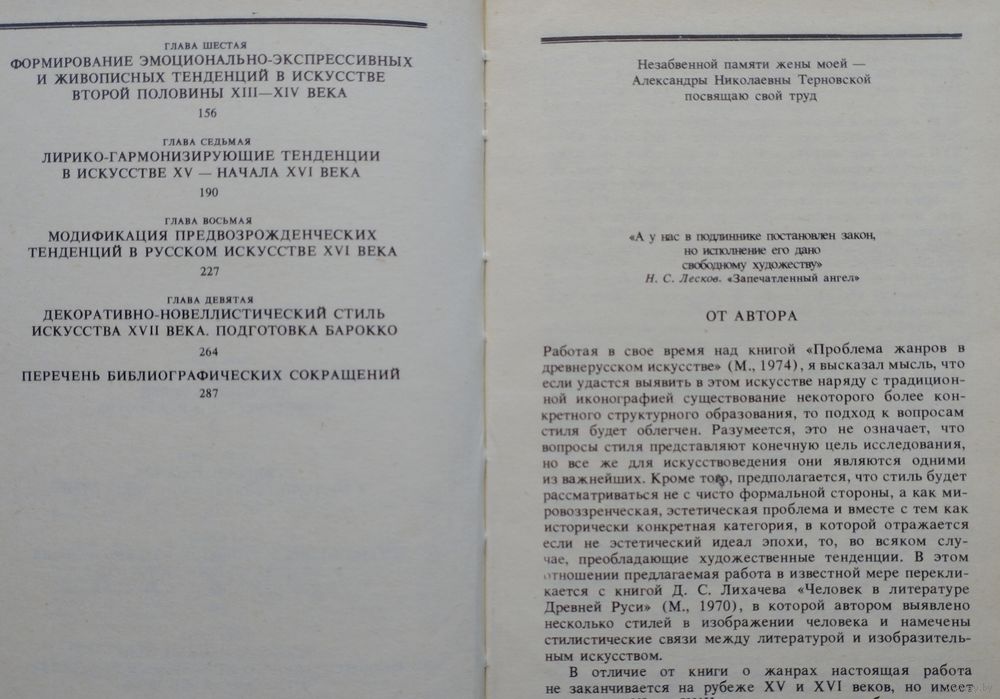 ГЛАВА ШЕСТАЯ
ФОРМИРОВАНИЕ ЭМОЦИОНАЛЬНО-ЭКСПРЕССИВНЫХ
И ЖИВОПИСНЫХ ТЕНДЕНЦИЙ В ИСКУССТВЕ
ВТОРОЙ ПОЛОВИНЫ XIII—XIV ВЕКА
156
ГЛАВА СЕДЬМАЯ
ЛИРИКО-ГАРМОНИЗИРУЮЩИЕ ТЕНДЕНЦИИ
В ИСКУССТВЕ XV — НАЧАЛА XVI ВЕКА
190
ГЛАВА ВОСЬМАЯ
МОДИФИКАЦИЯ ПРЕДВОЗРОЖДЕНЧЕСКИХ
ТЕНДЕНЦИЙ В РУССКОМ ИСКУССТВЕ XVI ВЕКА
227
ГЛАВА ДЕВЯТАЯ
ДЕКОРАТИВНО-НОВЕЛЛИСТИЧЕСКИЙ СТИЛЬ
ИСКУССТВА XVII ВЕКА. ПОДГОТОВКА БАРОККО
264
ПЕРЕЧЕНЬ БИБЛИОГРАФИЧЕСКИХ СОКРАЩЕНИЙ
287
Незабвенной памяти жены моей —
Александры Николаевны Терновской
посвящаю свой труд
«А у нас в подлиннике постановлен закон,
но исполнение его дано
свободному художеству»
Н. С. Лесков. «Запечатленный ангел»
ОТ АВТОРА
Работая в свое время над книгой «Проблема жанров в
древнерусском искусстве» (М., 1974), я высказал мысль, что
если удастся выявить в этом искусстве наряду с традицион-
ной иконографией существование некоторого более кон-
кретного структурного образования, то подход к вопросам
стиля будет облегчен. Разумеется, это не означает, что
вопросы стиля представляют конечную цель исследования,
но все же для искусствоведения они являются одними
из важнейших. Кроме того, предполагается, что стиль будет
рассматриваться не с чисто формальной стороны, а как ми-
ровоззренческая, эстетическая проблема и вместе с тем как
исторически конкретная категория, в которой отражается
если не эстетический идеал эпохи, то, во всяком слу-
чае, преобладающие художественные тенденции. В этом
отношении предлагаемая работа в известной мере перекли-
кается с книгой Д. С. Лихачева «Человек в литературе
Древней Руси» (М., 1970), в которой автором выявлено
несколько стилей в изображении человека и намечены
стилистические связи между литературой и изобразитель-
ным искусством.
В отличие от книги о жанрах настоящая работа
не заканчивается на рубеже XV и XVI веков, но имеет